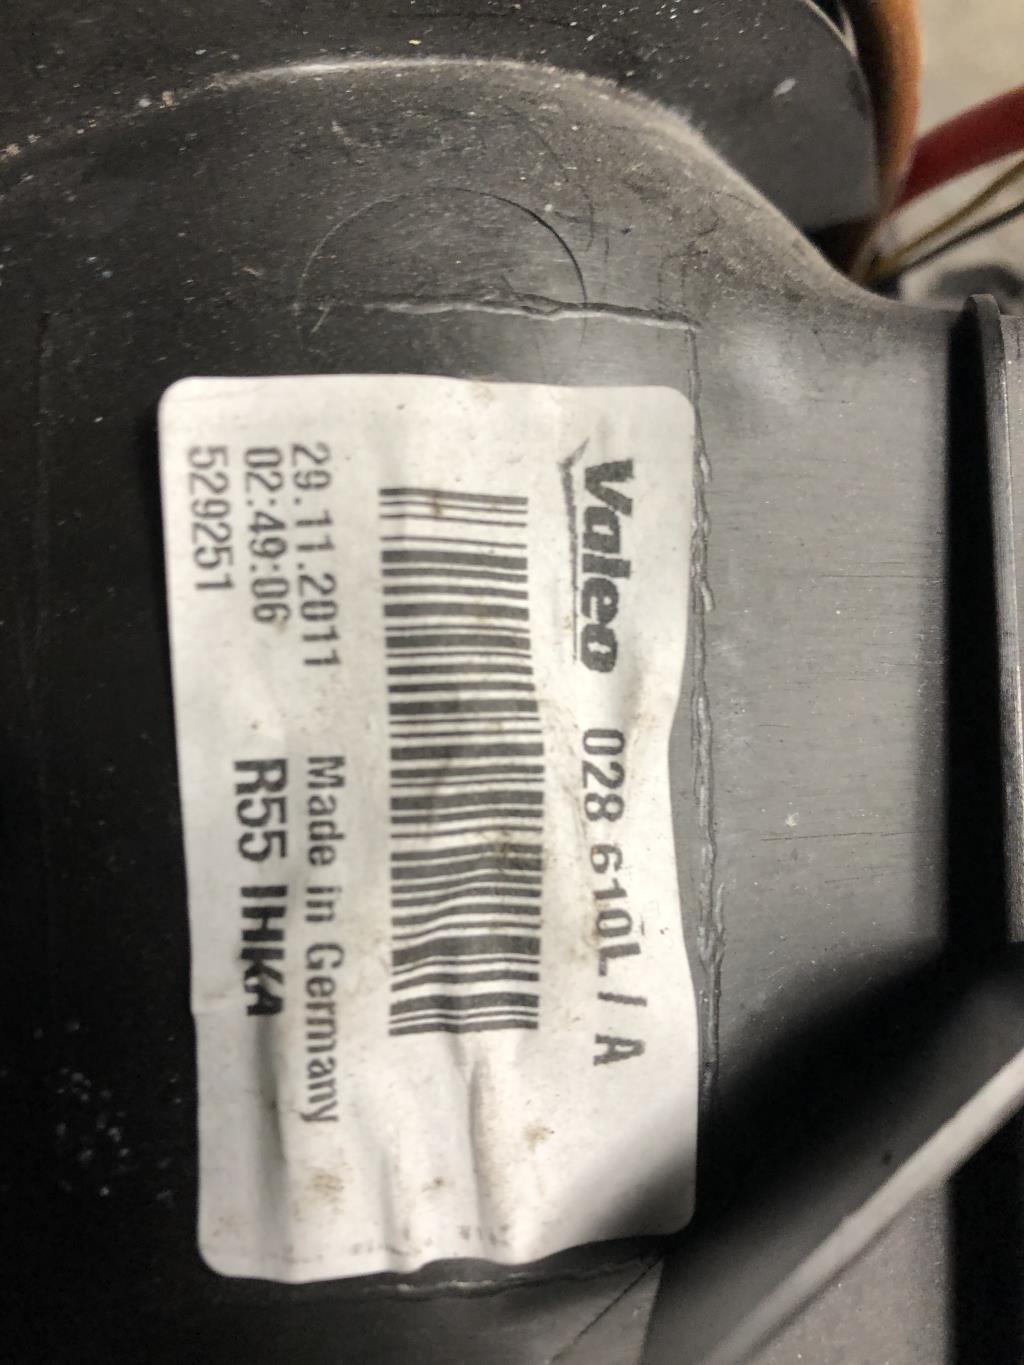 Valeo 028 610L / A
29.11.2011 Made in Germany
02:49:06 R55 IHKA
529251